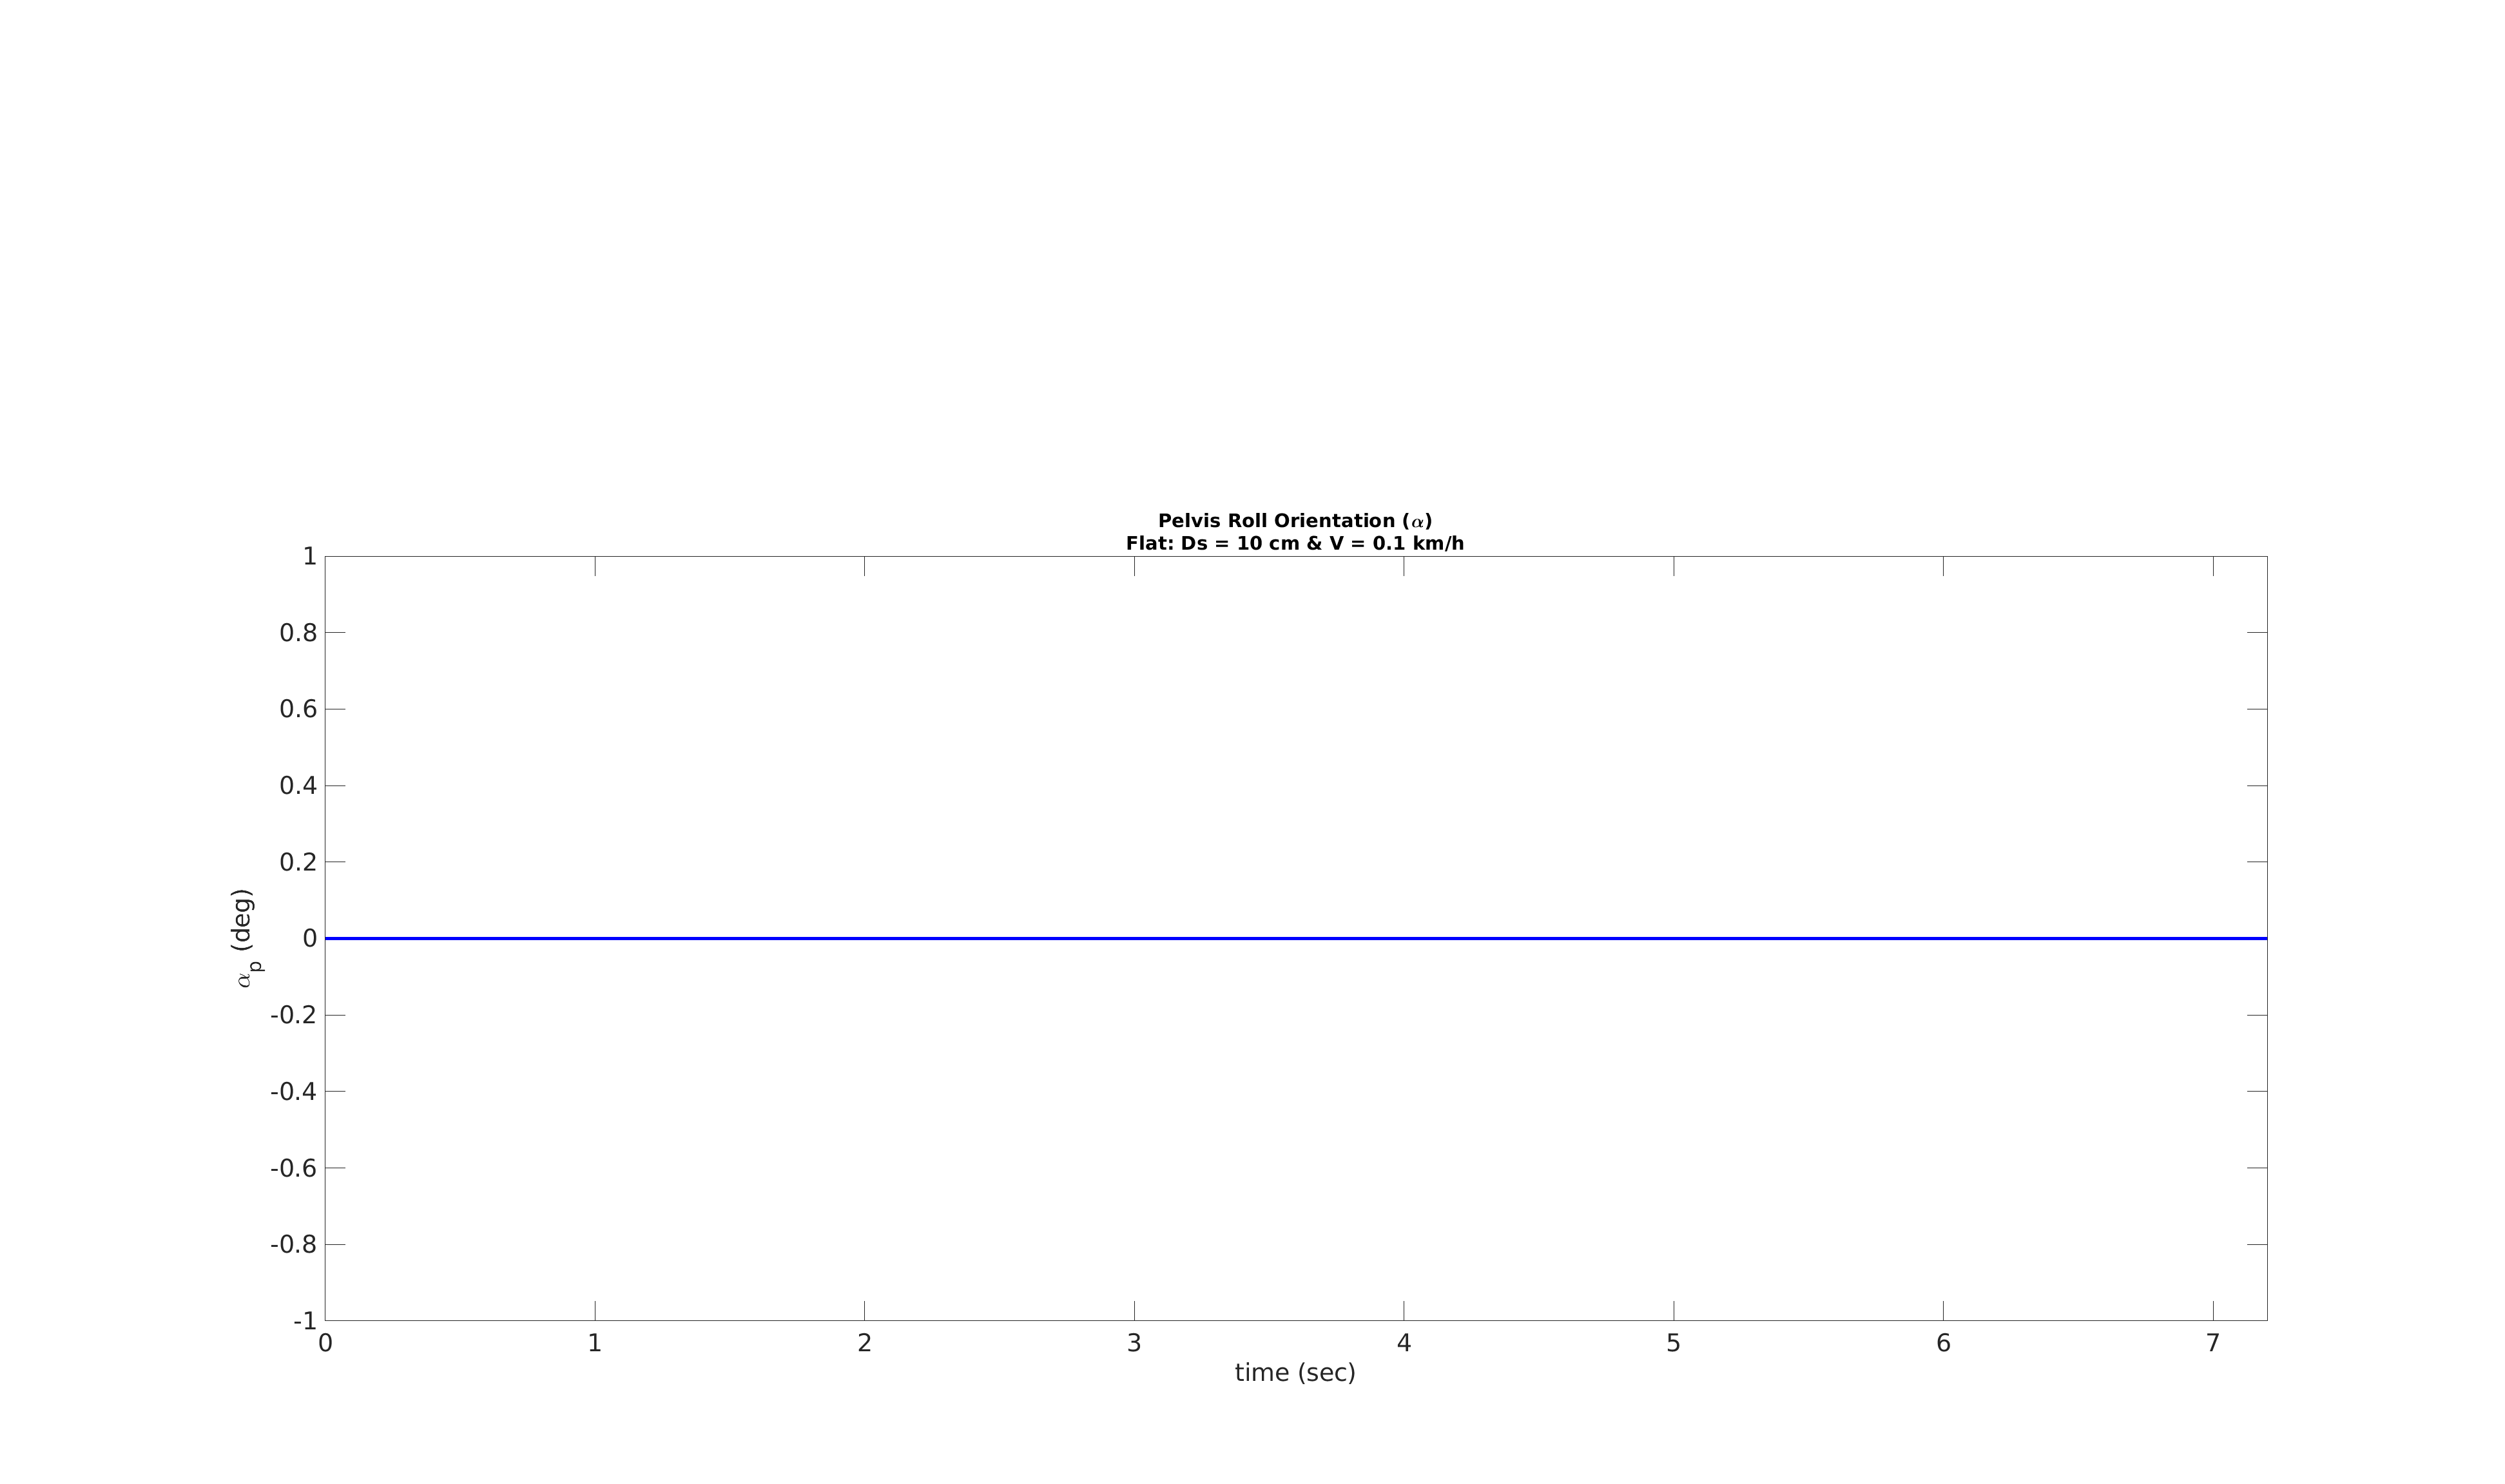 Pelvis Roll Orientation (α)
Flat: Ds = 10 cm & V = 0.1 km/h
1
0.8
0.6
0.4
0.2
0
-0.2
-0.4
-0.6
-0.8
-1
αp (deg)
0 1 2 3 4 5 6 7
time (sec)